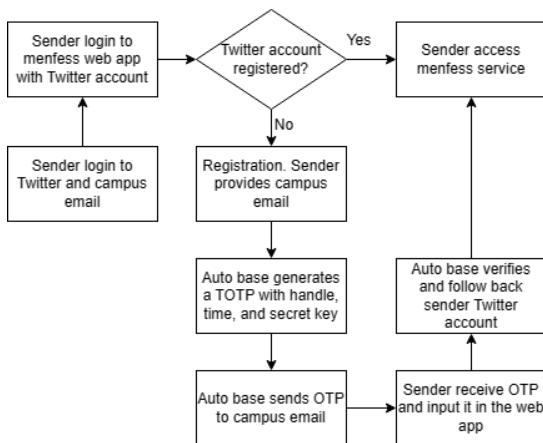 Sender login to
menfess web app
with Twitter account
Twitter account
registered?
Yes
Sender access
menfess service
No
Sender login to
Twitter and campus
email
Registration. Sender
provides campus
email
Auto base generates
a TOTP with handle,
time, and secret key
Auto base verifies
and follow back
sender Twitter
account
Auto base sends OTP
to campus email
Sender receive OTP
and input it in the web
app